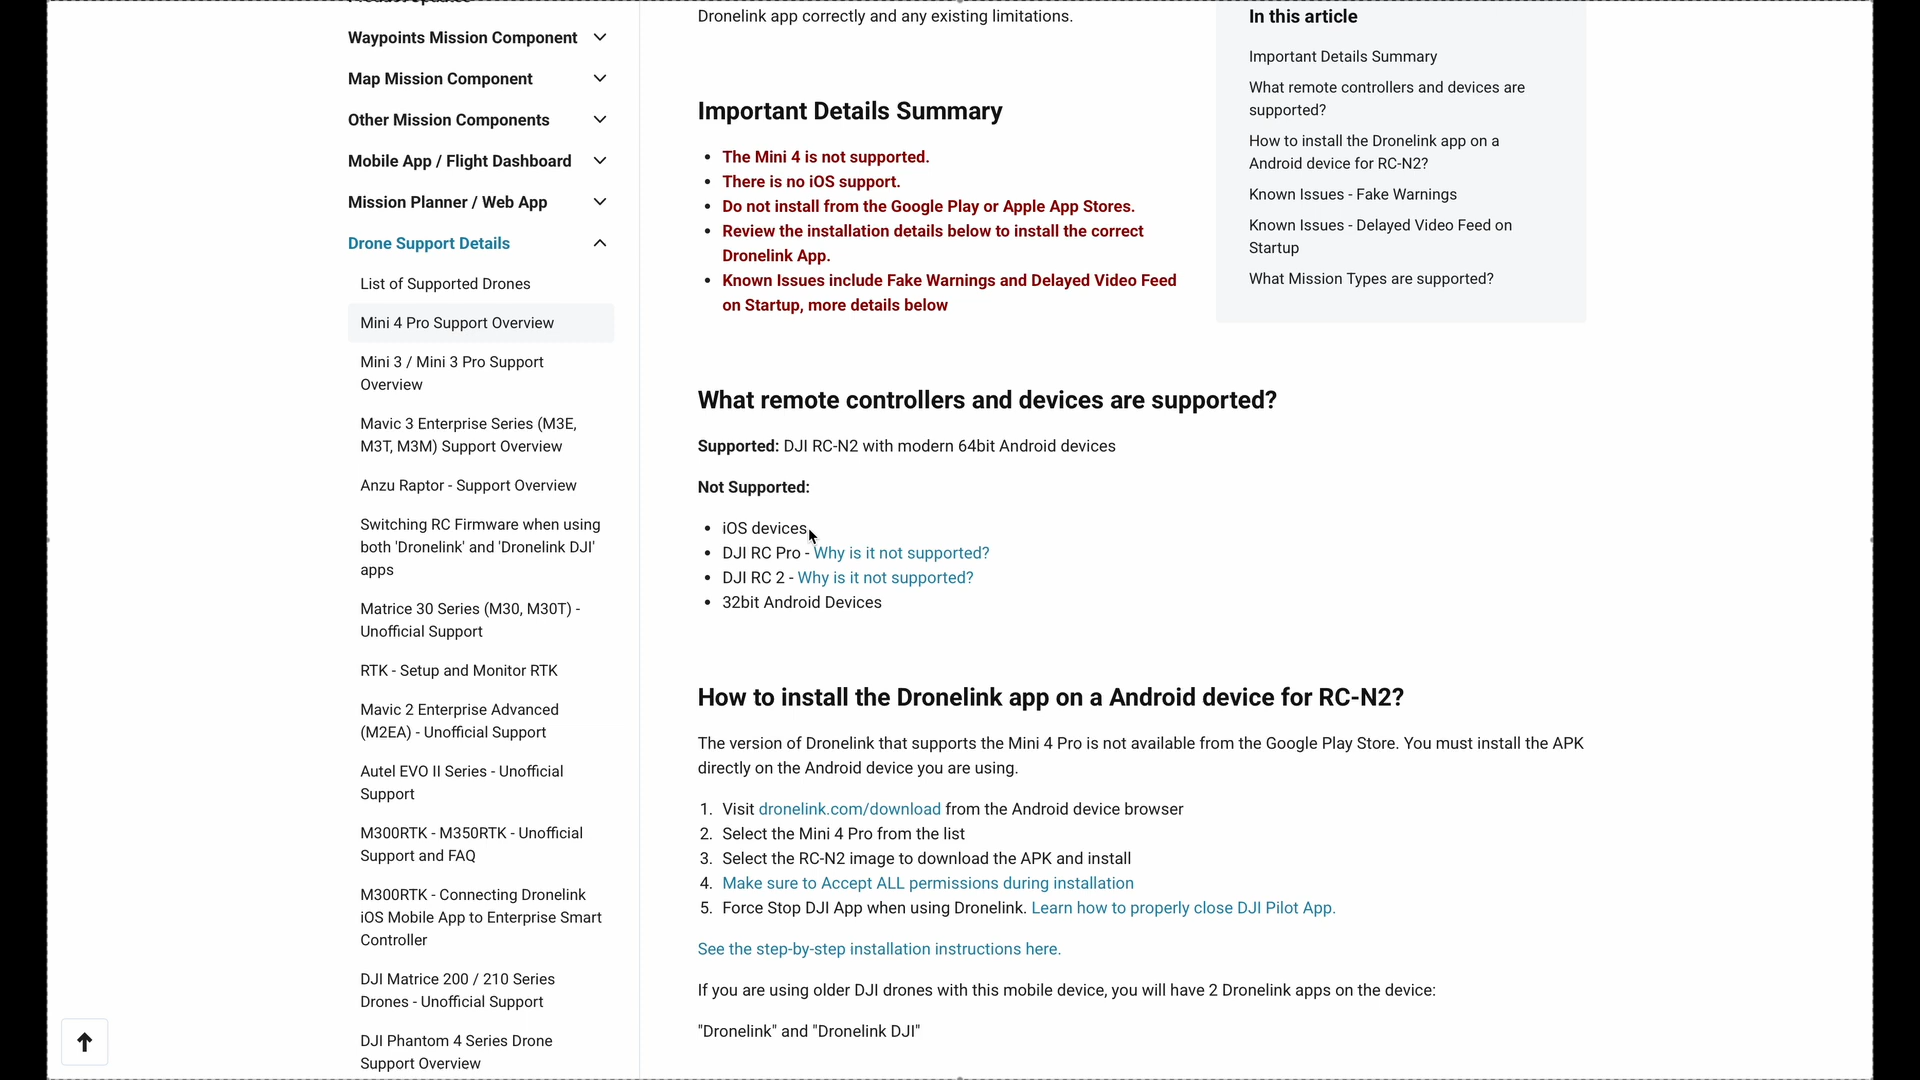 Waypoints Mission Component
Map Mission Component
Other Mission Components
Mobile App / Flight Dashboard
Mission Planner / Web App
Drone Support Details
List of Supported Drones
Mini 4 Pro Support Overview
Mini 3 / Mini 3 Pro Support
Overview
Mavic 3 Enterprise Series (M3E,
M3T, M3M) Support Overview
Anzu Raptor - Support Overview
Switching RC Firmware when using
both 'Dronelink' and 'Dronelink DJI'
apps
Matrice 30 Series (M30, M30T) -
Unofficial Support
RTK - Setup and Monitor RTK
Mavic 2 Enterprise Advanced
(M2EA) - Unofficial Support
Autel EVO II Series - Unofficial
Support
M300RTK - M350RTK - Unofficial
Support and FAQ
M300RTK - Connecting Dronelink
iOS Mobile App to Enterprise Smart
Controller
DJI Matrice 200 / 210 Series
Drones - Unofficial Support
DJI Phantom 4 Series Drone
Support Overview
Dronelink app correctly and any existing limitations.
Important Details Summary
• The Mini 4 is not supported.
• There is no iOS support.
• Do not install from the Google Play or Apple App Stores.
• Review the installation details below to install the correct
Dronelink App.
• Known Issues include Fake Warnings and Delayed Video Feed
on Startup, more details below
What remote controllers and devices are supported?
Supported: DJI RC-N2 with modern 64bit Android devices
Not Supported:
• iOS devices
• DJI RC Pro - Why is it not supported?
• DJI RC 2 - Why is it not supported?
• 32bit Android Devices
How to install the Dronelink app on a Android device for RC-N2?
The version of Dronelink that supports the Mini 4 Pro is not available from the Google Play Store. You must install the APK
directly on the Android device you are using.
1. Visit dronelink.com/download from the Android device browser
2. Select the Mini 4 Pro from the list
3. Select the RC-N2 image to download the APK and install
4. Make sure to Accept ALL permissions during installation
5. Force Stop DJI App when using Dronelink. Learn how to properly close DJI Pilot App.
See the step-by-step installation instructions here.
If you are using older DJI drones with this mobile device, you will have 2 Dronelink apps on the device:
"Dronelink" and "Dronelink DJI"
In this article
Important Details Summary
What remote controllers and devices are
supported?
How to install the Dronelink app on a
Android device for RC-N2?
Known Issues - Fake Warnings
Known Issues - Delayed Video Feed on
Startup
What Mission Types are supported?